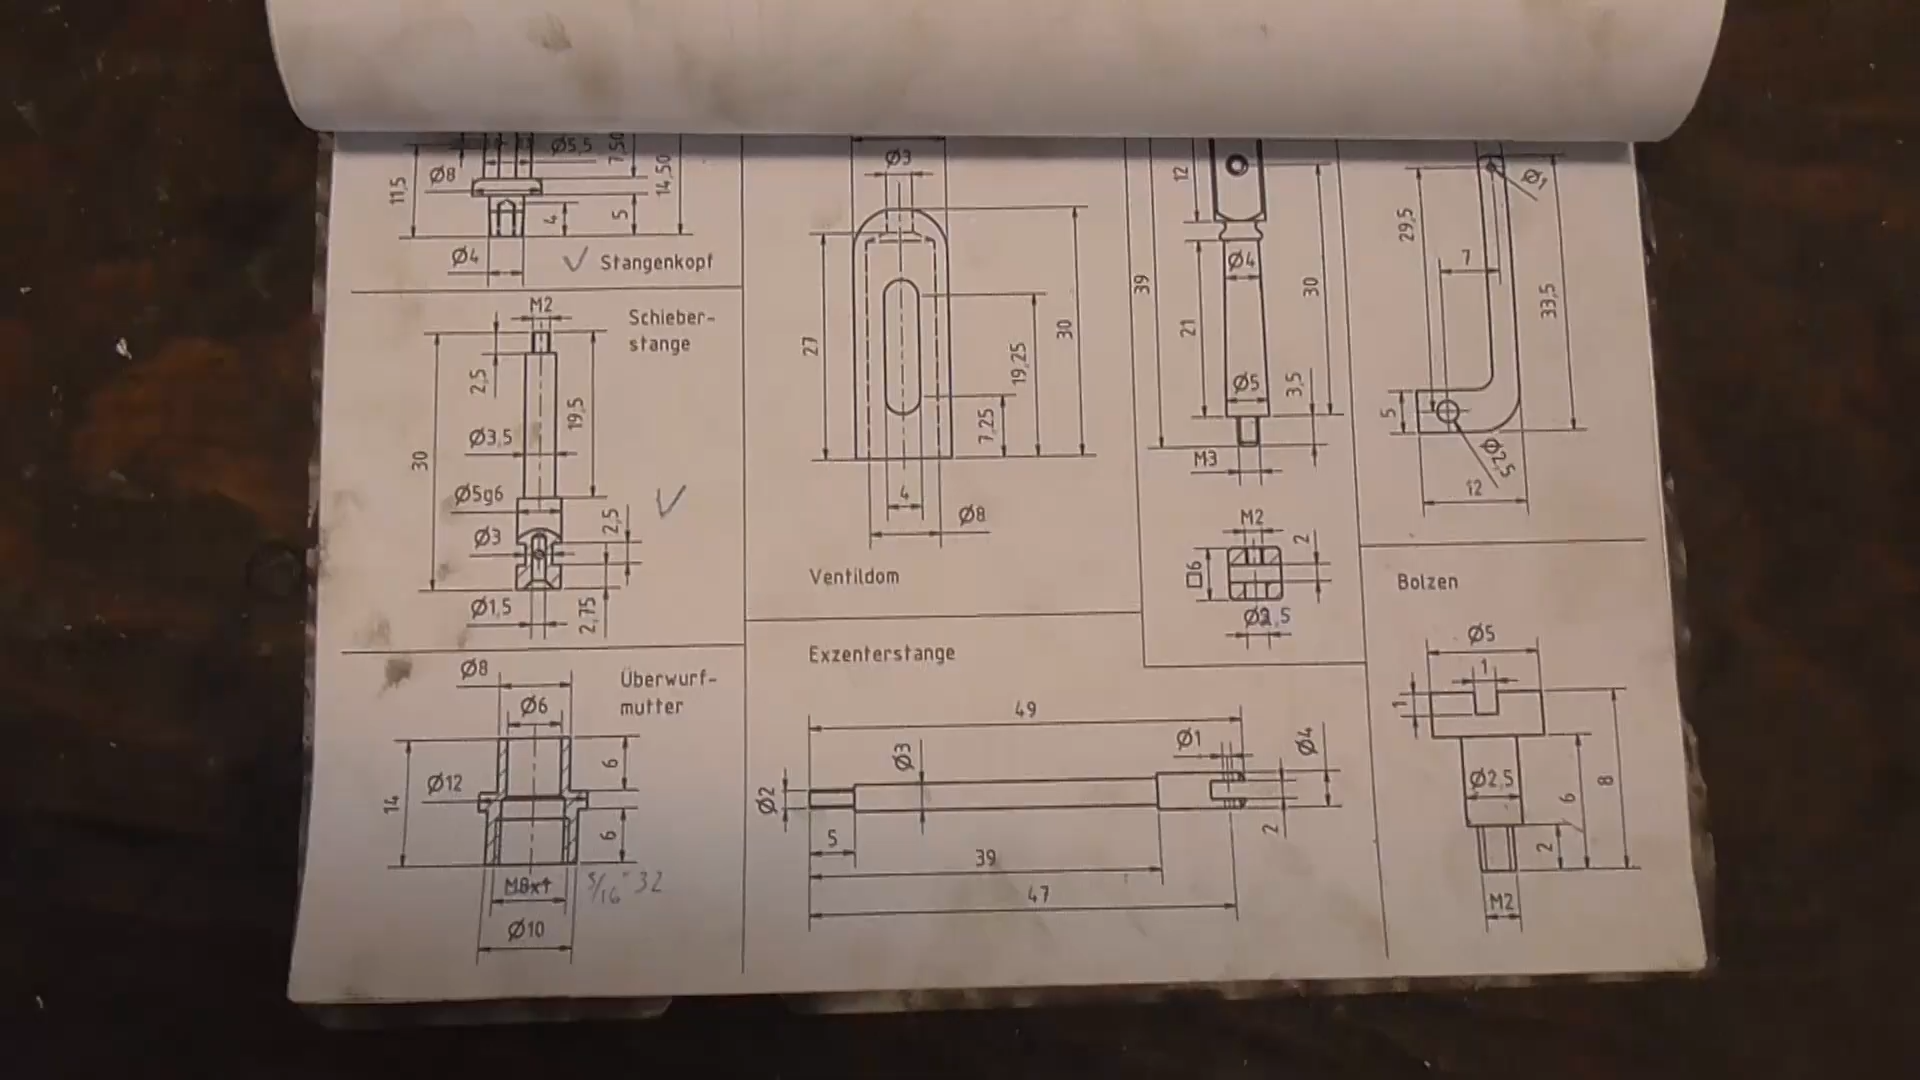 Ø5,5
7,50
14,50
11,5
Ø8
4
5
Ø4
✓ Stangenkopf
M2
Schieber-
stange
2,5
Ø3,5
19,5
30
Ø5g6
Ø3
2,5
✓
Ø1,5
2,75
Ø8
Überwurf-
mutter
Ø6
Ø12
6
14
6
M8x1 5/16" 32
Ø10
Ø3
27
30
19,25
7,25
4
Ø8
Ventildom
Exzenterstange
49
Ø3
Ø1
Ø4
Ø2
5
2
39
47
12
39
Ø4
30
21
Ø5
3,5
M3
M2
2
□6
Ø1
29,5
7
33,5
5
Ø2,5
12
Bolzen
Ø5
1
1
Ø2,5
6
8
2
M2